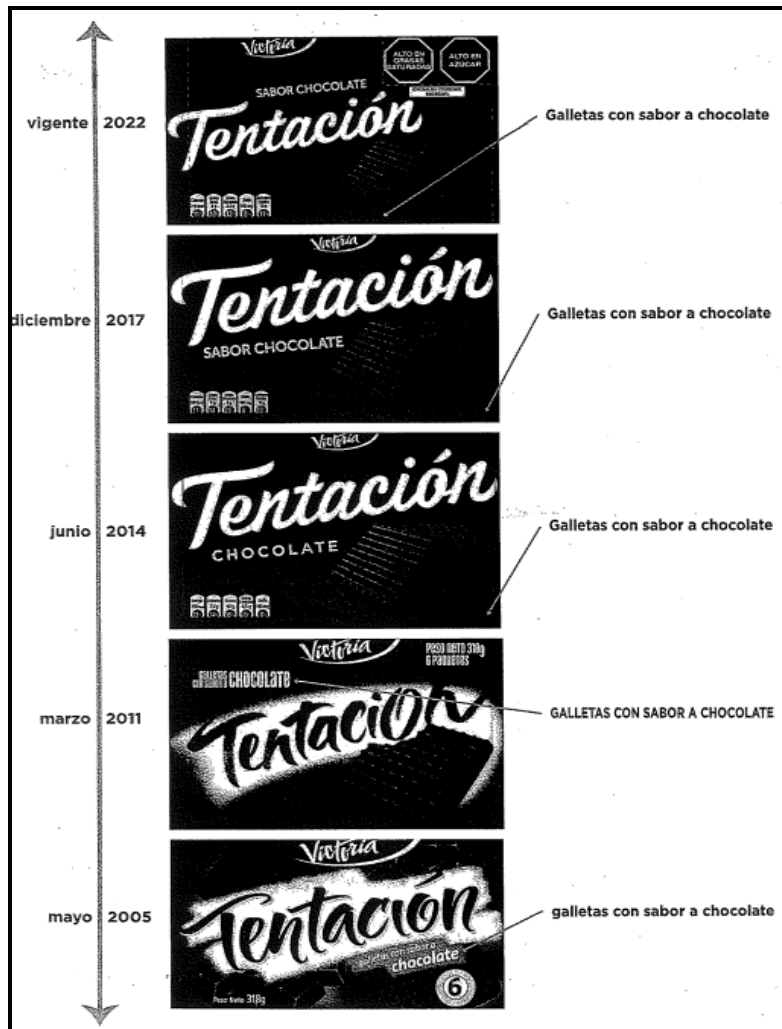 Victoria
ALTO EN
GRASAS
SATURADAS
ALTO EN
AZÚCAR
SABOR CHOCOLATE
Tentación
vigente 2022
Galletas con sabor a chocolate
Victoria
Tentación
SABOR CHOCOLATE
diciembre 2017
Galletas con sabor a chocolate
Victoria
Tentación
CHOCOLATE
junio 2014
Galletas con sabor a chocolate
Victoria
PESO NETO 318g
6 PAQUETES
GALLETAS
CON SABOR A CHOCOLATE
Tentación
marzo 2011
GALLETAS CON SABOR A CHOCOLATE
Victoria
Tentación
galletas con sabor a
chocolate
mayo 2005
galletas con sabor a chocolate
Peso Neto 318g
6